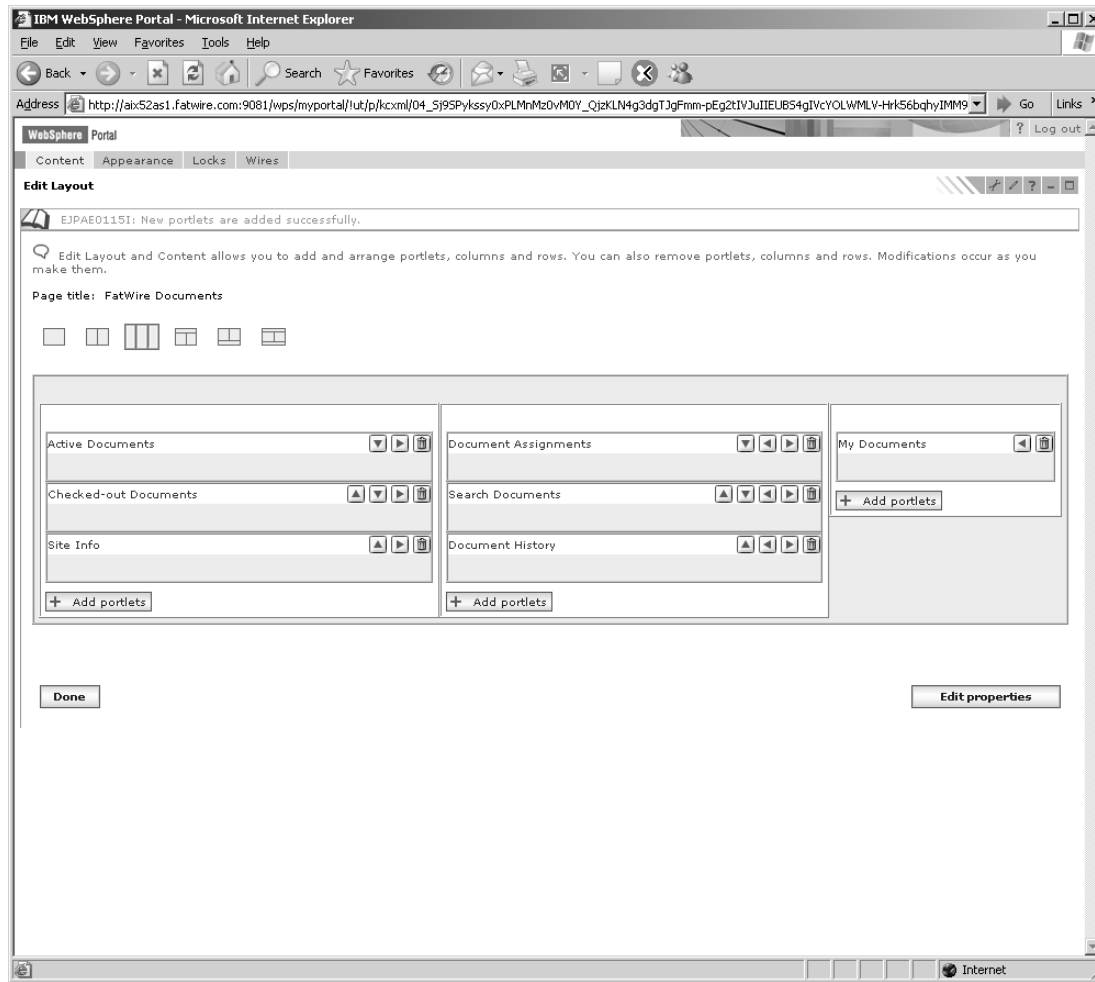 IBM WebSphere Portal - Microsoft Internet Explorer
File Edit View Favorites Tools Help
Back Search Favorites
Address http://aix52as1.fatwire.com:9081/wps/myportal/!ut/p/kcxml/04_Sj9SPykssy0xPLMnMz0vM0Y_QjzKLN4g3dgTJgFmm-pEg2tIVJuIIEUBS4gIVcYOLWMLV-Hrk56bqhyIMM9 Go Links
WebSphere Portal ? Log out
Content Appearance Locks Wires
Edit Layout
EJPAE0115I: New portlets are added successfully.
Edit Layout and Content allows you to add and arrange portlets, columns and rows. You can also remove portlets, columns and rows. Modifications occur as you
make them.
Page title: FatWire Documents
Active Documents Document Assignments My Documents
Checked-out Documents Search Documents + Add portlets
Site Info Document History
+ Add portlets + Add portlets
Done Edit properties
Internet